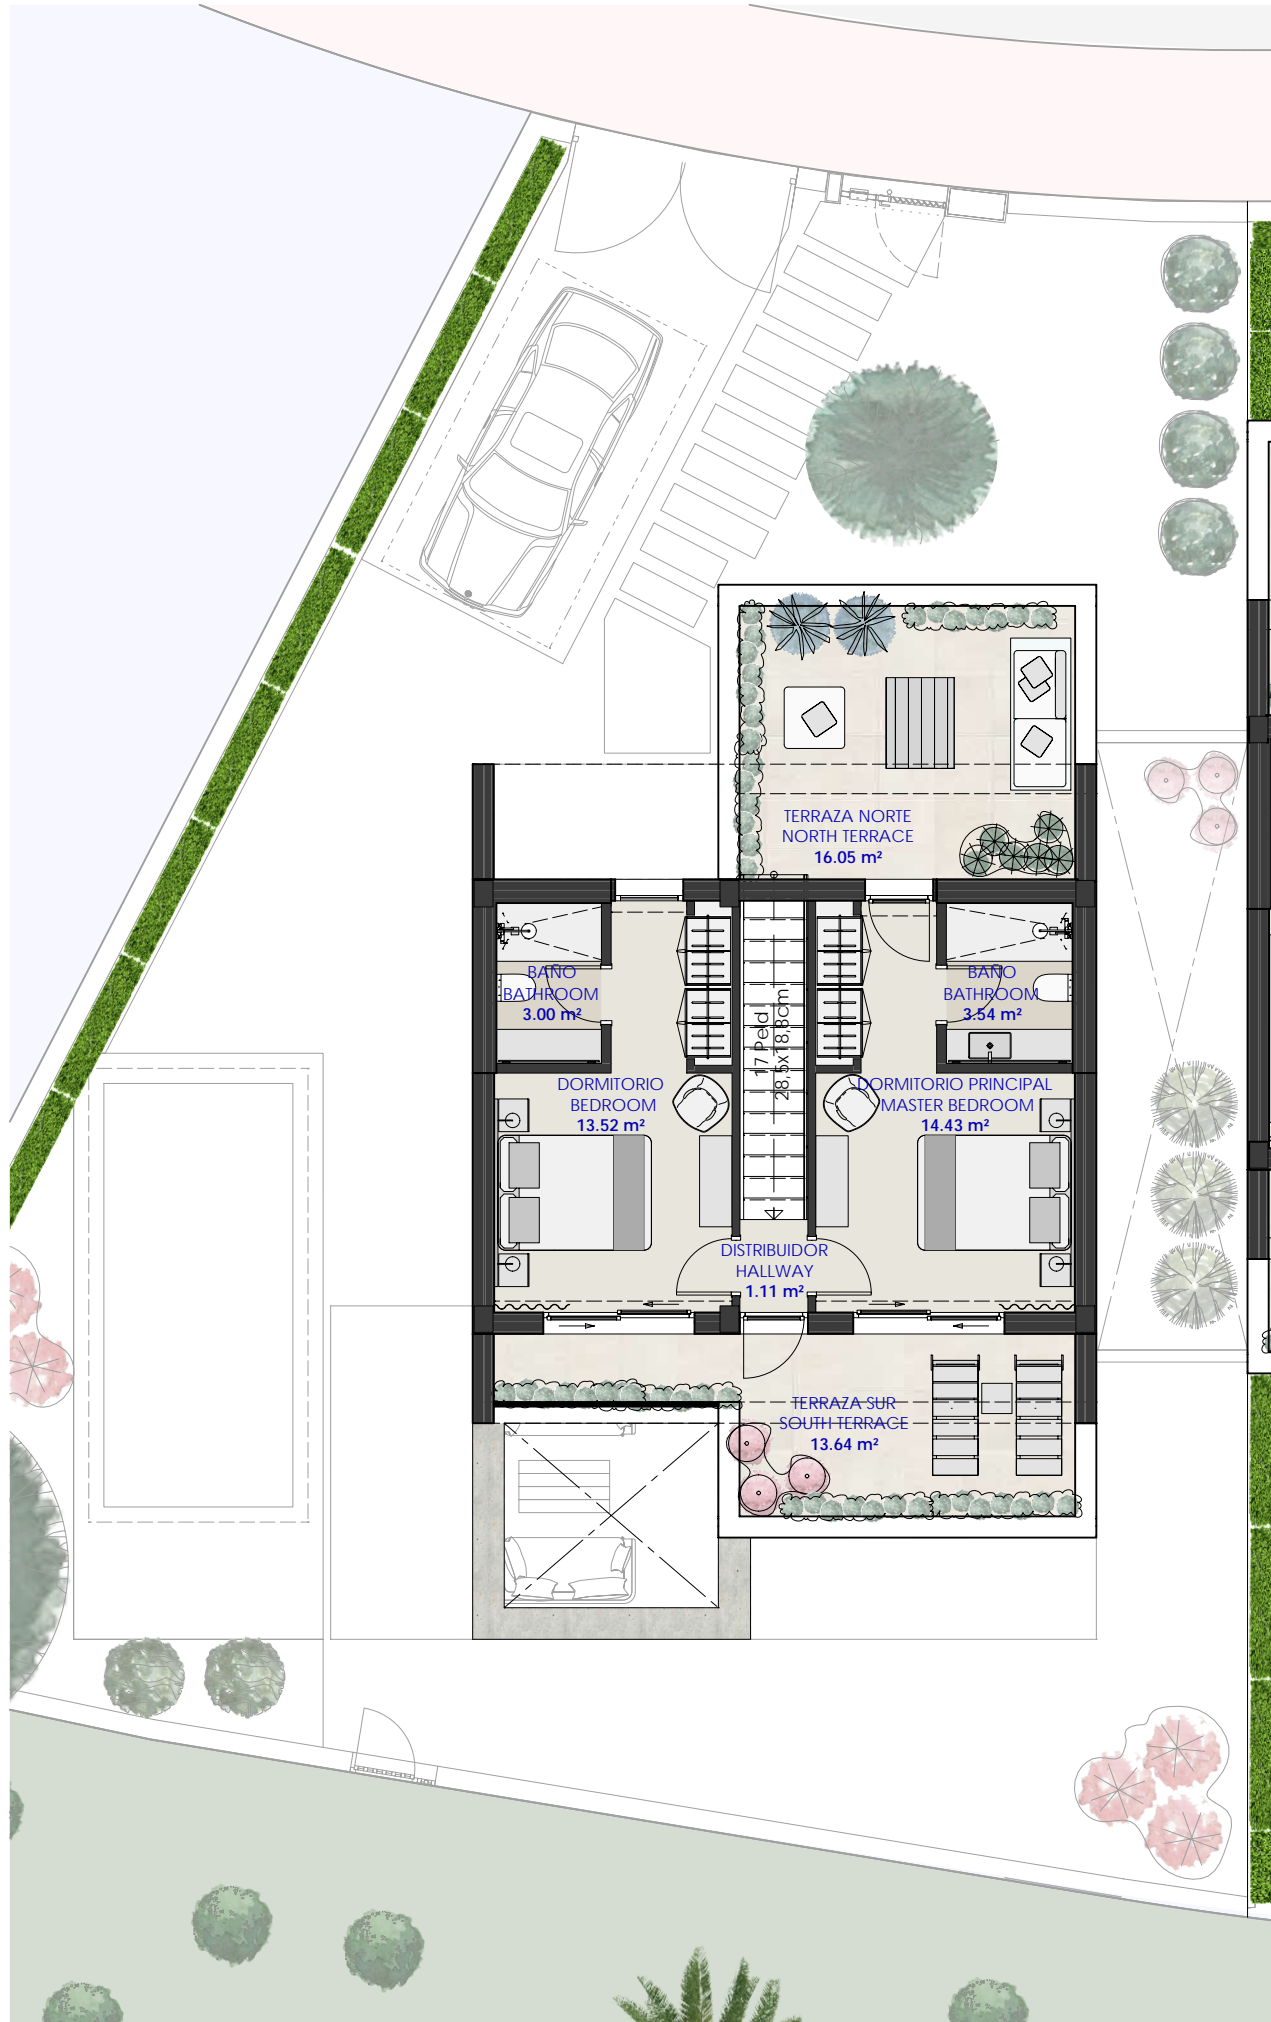 TERRAZA NORTE
NORTH TERRACE
16.05 m²
BAÑO
BATHROOM
3.00 m²
BAÑO
BATHROOM
3.54 m²
17 Peld
28,5x18,8cm
DORMITORIO
BEDROOM
13.52 m²
DORMITORIO PRINCIPAL
MASTER BEDROOM
14.43 m²
DISTRIBUIDOR
HALLWAY
1.11 m²
TERRAZA SUR
SOUTH TERRACE
13.64 m²